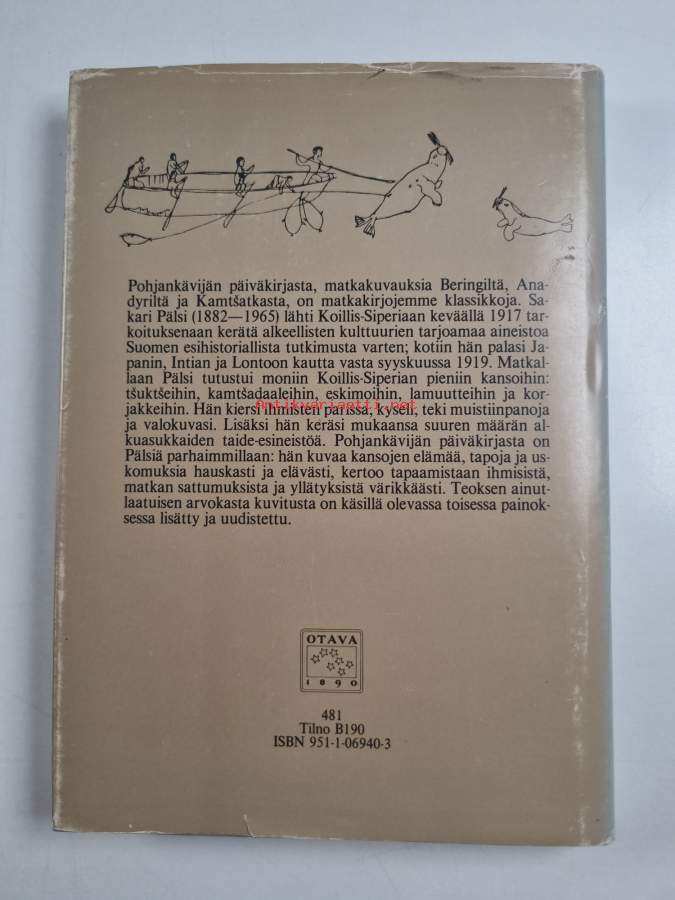 Pohjankävijän päiväkirjasta, matkakuvauksia Beringiltä, Ana-
dyriltä ja Kamtšatkasta, on matkakirjojemme klassikkoja. Sa-
kari Pälsi (1882—1965) lähti Koillis-Siperiaan keväällä 1917 tar-
koituksenaan kerätä alkeellisten kulttuurien tarjoamaa aineistoa
Suomen esihistoriallista tutkimusta varten; kotiin hän palasi Ja-
panin, Intian ja Lontoon kautta vasta syyskuussa 1919. Matkal-
laan Pälsi tutustui moniin Koillis-Siperian pieniin kansoihin:
tšuktšeihin, kamtšadaaleihin, eskimoihin, lamuutteihin ja kor-
jakkeihin. Hän kiersi ihmisten parissa, kyseli, teki muistiinpanoja
antikvariaatti.net
ja valokuvasi. Lisäksi hän keräsi mukaansa suuren määrän al-
kuasukkaiden taide-esineistöä. Pohjankävijän päiväkirjasta on
Pälsiä parhaimmillaan: hän kuvaa kansojen elämää, tapoja ja us-
komuksia hauskasti ja elävästi, kertoo tapaamistaan ihmisistä,
matkan sattumuksista ja yllätyksistä värikkäästi. Teoksen ainut-
laatuisen arvokasta kuvitusta on käsillä olevassa toisessa painok-
sessa lisätty ja uudistettu.
OTAVA
1890
481
Tilno B190
ISBN 951-1-06940-3